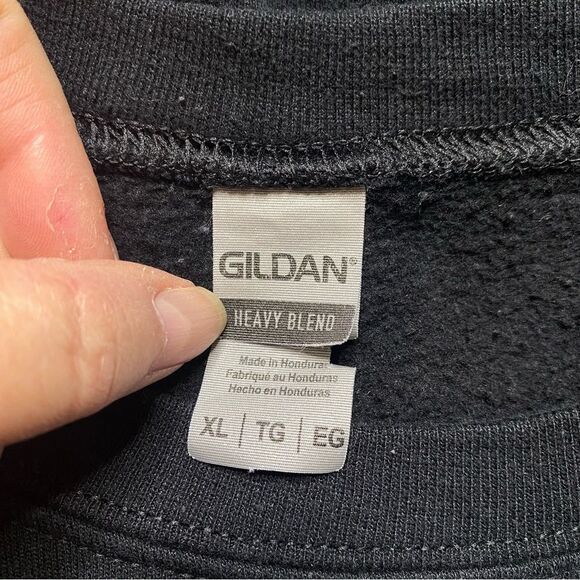 GILDAN®
HEAVY BLEND
Made in Honduras
Fabriqué au Honduras
Hecho en Honduras
XL | TG | EG